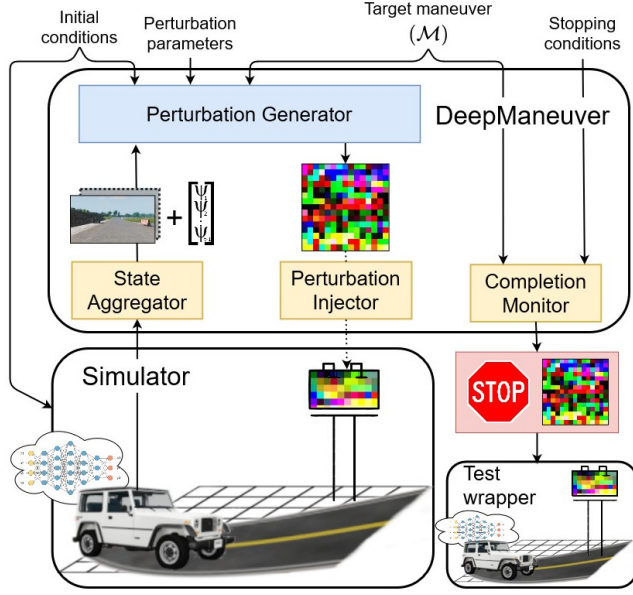 Initial
conditions
Perturbation
parameters
Target maneuver
(ℳ)
Stopping
conditions
Perturbation Generator
DeepManeuver
+
ψ
ψ
ψ
State
Aggregator
Perturbation
Injector
Completion
Monitor
Simulator
STOP
Test
wrapper